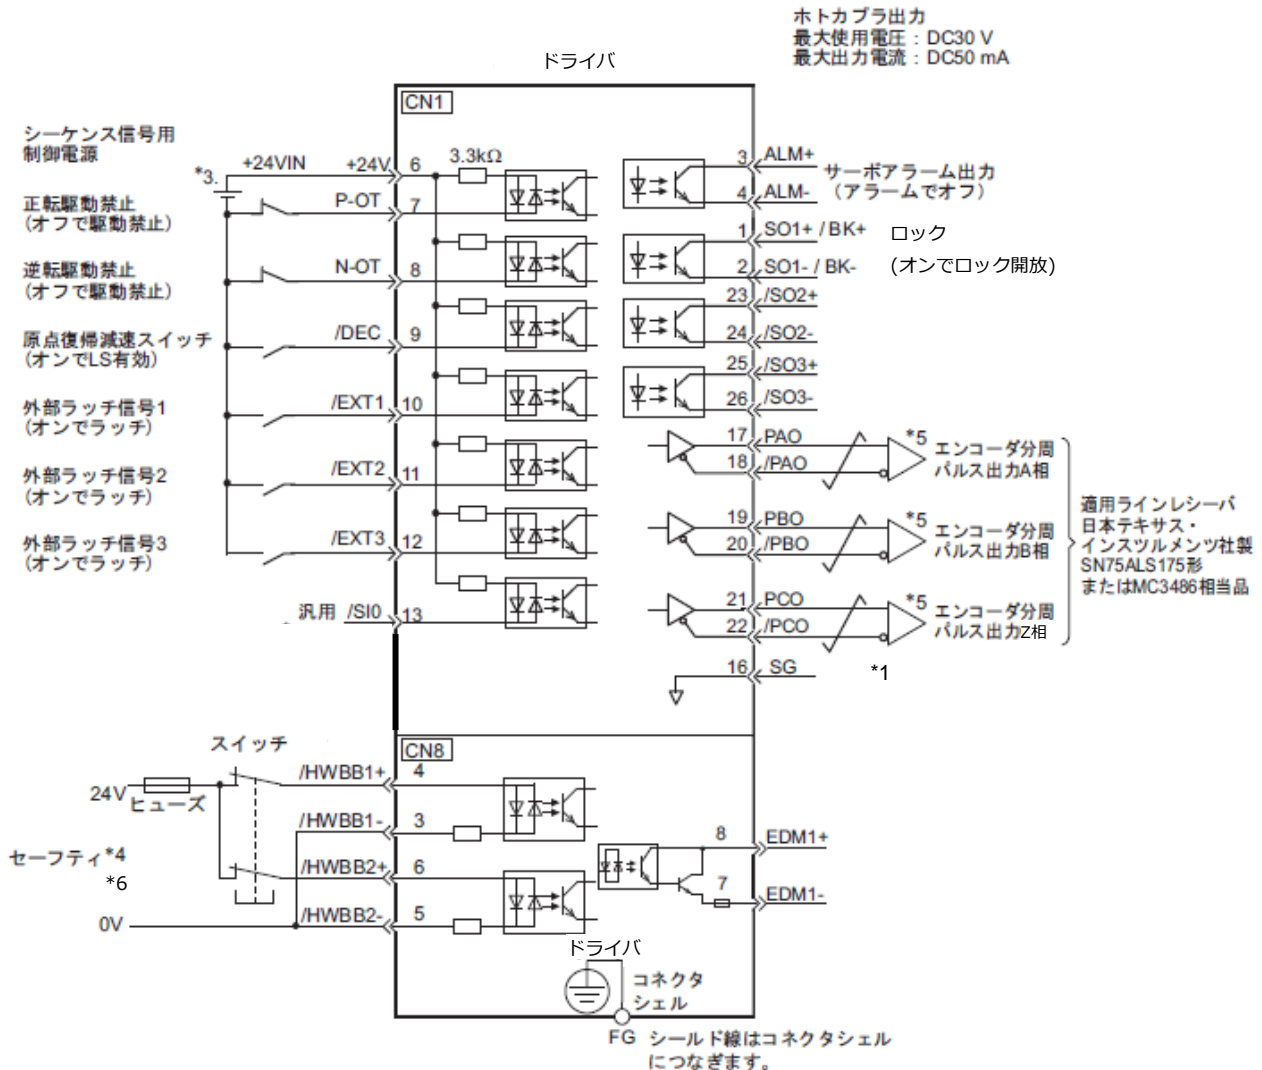 ホトカプラ出力
最大使用電圧：DC30 V
最大出力電流：DC50 mA
ドライバ
CN1
シーケンス信号用
制御電源
*3.
+24VIN
+24V
6
3.3kΩ
正転駆動禁止
(オフで駆動禁止)
P-OT
7
逆転駆動禁止
(オフで駆動禁止)
N-OT
8
原点復帰減速スイッチ
(オンでLS有効)
/DEC
9
外部ラッチ信号1
(オンでラッチ)
/EXT1
10
外部ラッチ信号2
(オンでラッチ)
/EXT2
11
外部ラッチ信号3
(オンでラッチ)
/EXT3
12
汎用 /SI0
13
3 ALM+
4 ALM-
サーボアラーム出力
(アラームでオフ)
1 SO1+ / BK+
2 SO1- / BK-
ロック
(オンでロック開放)
23 /SO2+
24 /SO2-
25 /SO3+
26 /SO3-
17 PAO
18 /PAO
*5 エンコーダ分周
パルス出力A相
19 PBO
20 /PBO
*5 エンコーダ分周
パルス出力B相
21 PCO
22 /PCO
*5 エンコーダ分周
パルス出力Z相
適用ラインレシーバ
日本テキサス・
インスツルメンツ社製
SN75ALS175形
またはMC3486相当品
16 SG
*1
CN8
スイッチ
24V
ヒューズ
/HWBB1+
4
/HWBB1-
3
セーフティ*4
*6
/HWBB2+
6
0V
/HWBB2-
5
8 EDM1+
7 EDM1-
ドライバ
コネクタ
シェル
FG シールド線はコネクタシェル
につなぎます。